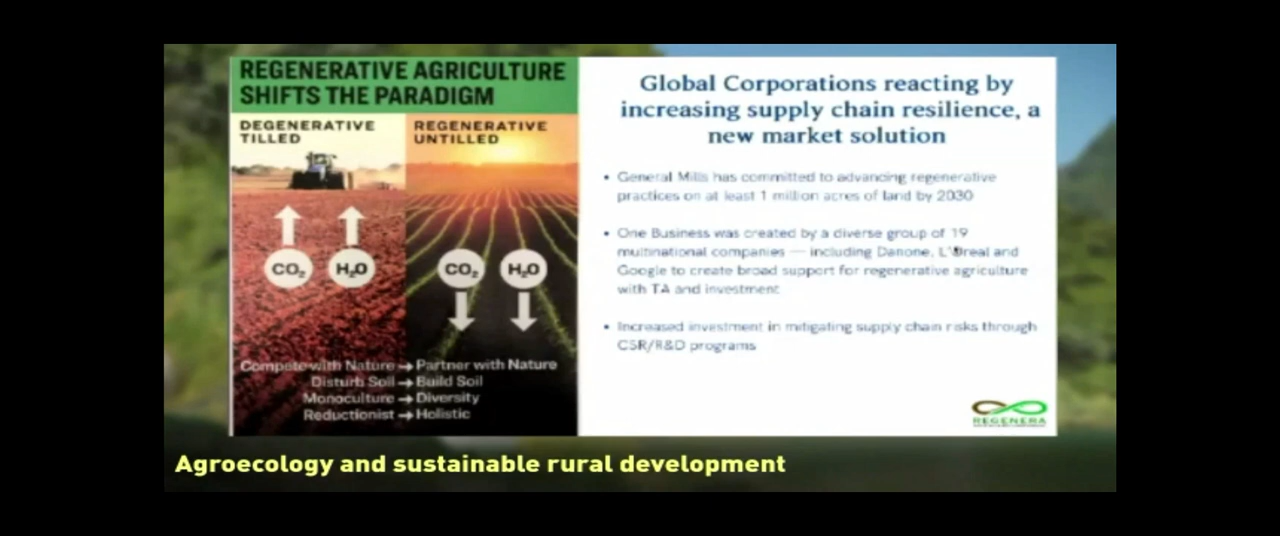 REGENERATIVE AGRICULTURE
SHIFTS THE PARADIGM
DEGENERATIVE
TILLED
REGENERATIVE
UNTILLED
CO₂
H₂O
CO₂
H₂O
Compete with Nature → Partner with Nature
Disturb Soil → Build Soil
Monoculture → Diversity
Reductionist → Holistic
Global Corporations reacting by
increasing supply chain resilience, a
new market solution
• General Mills has committed to advancing regenerative
practices on at least 1 million acres of land by 2030
• One Business was created by a diverse group of 19
multinational companies — including Danone, L'Oreal and
Google to create broad support for regenerative agriculture
with TA and investment
• Increased investment in mitigating supply chain risks through
CSR/R&D programs
REGENERA
Agroecology and sustainable rural development